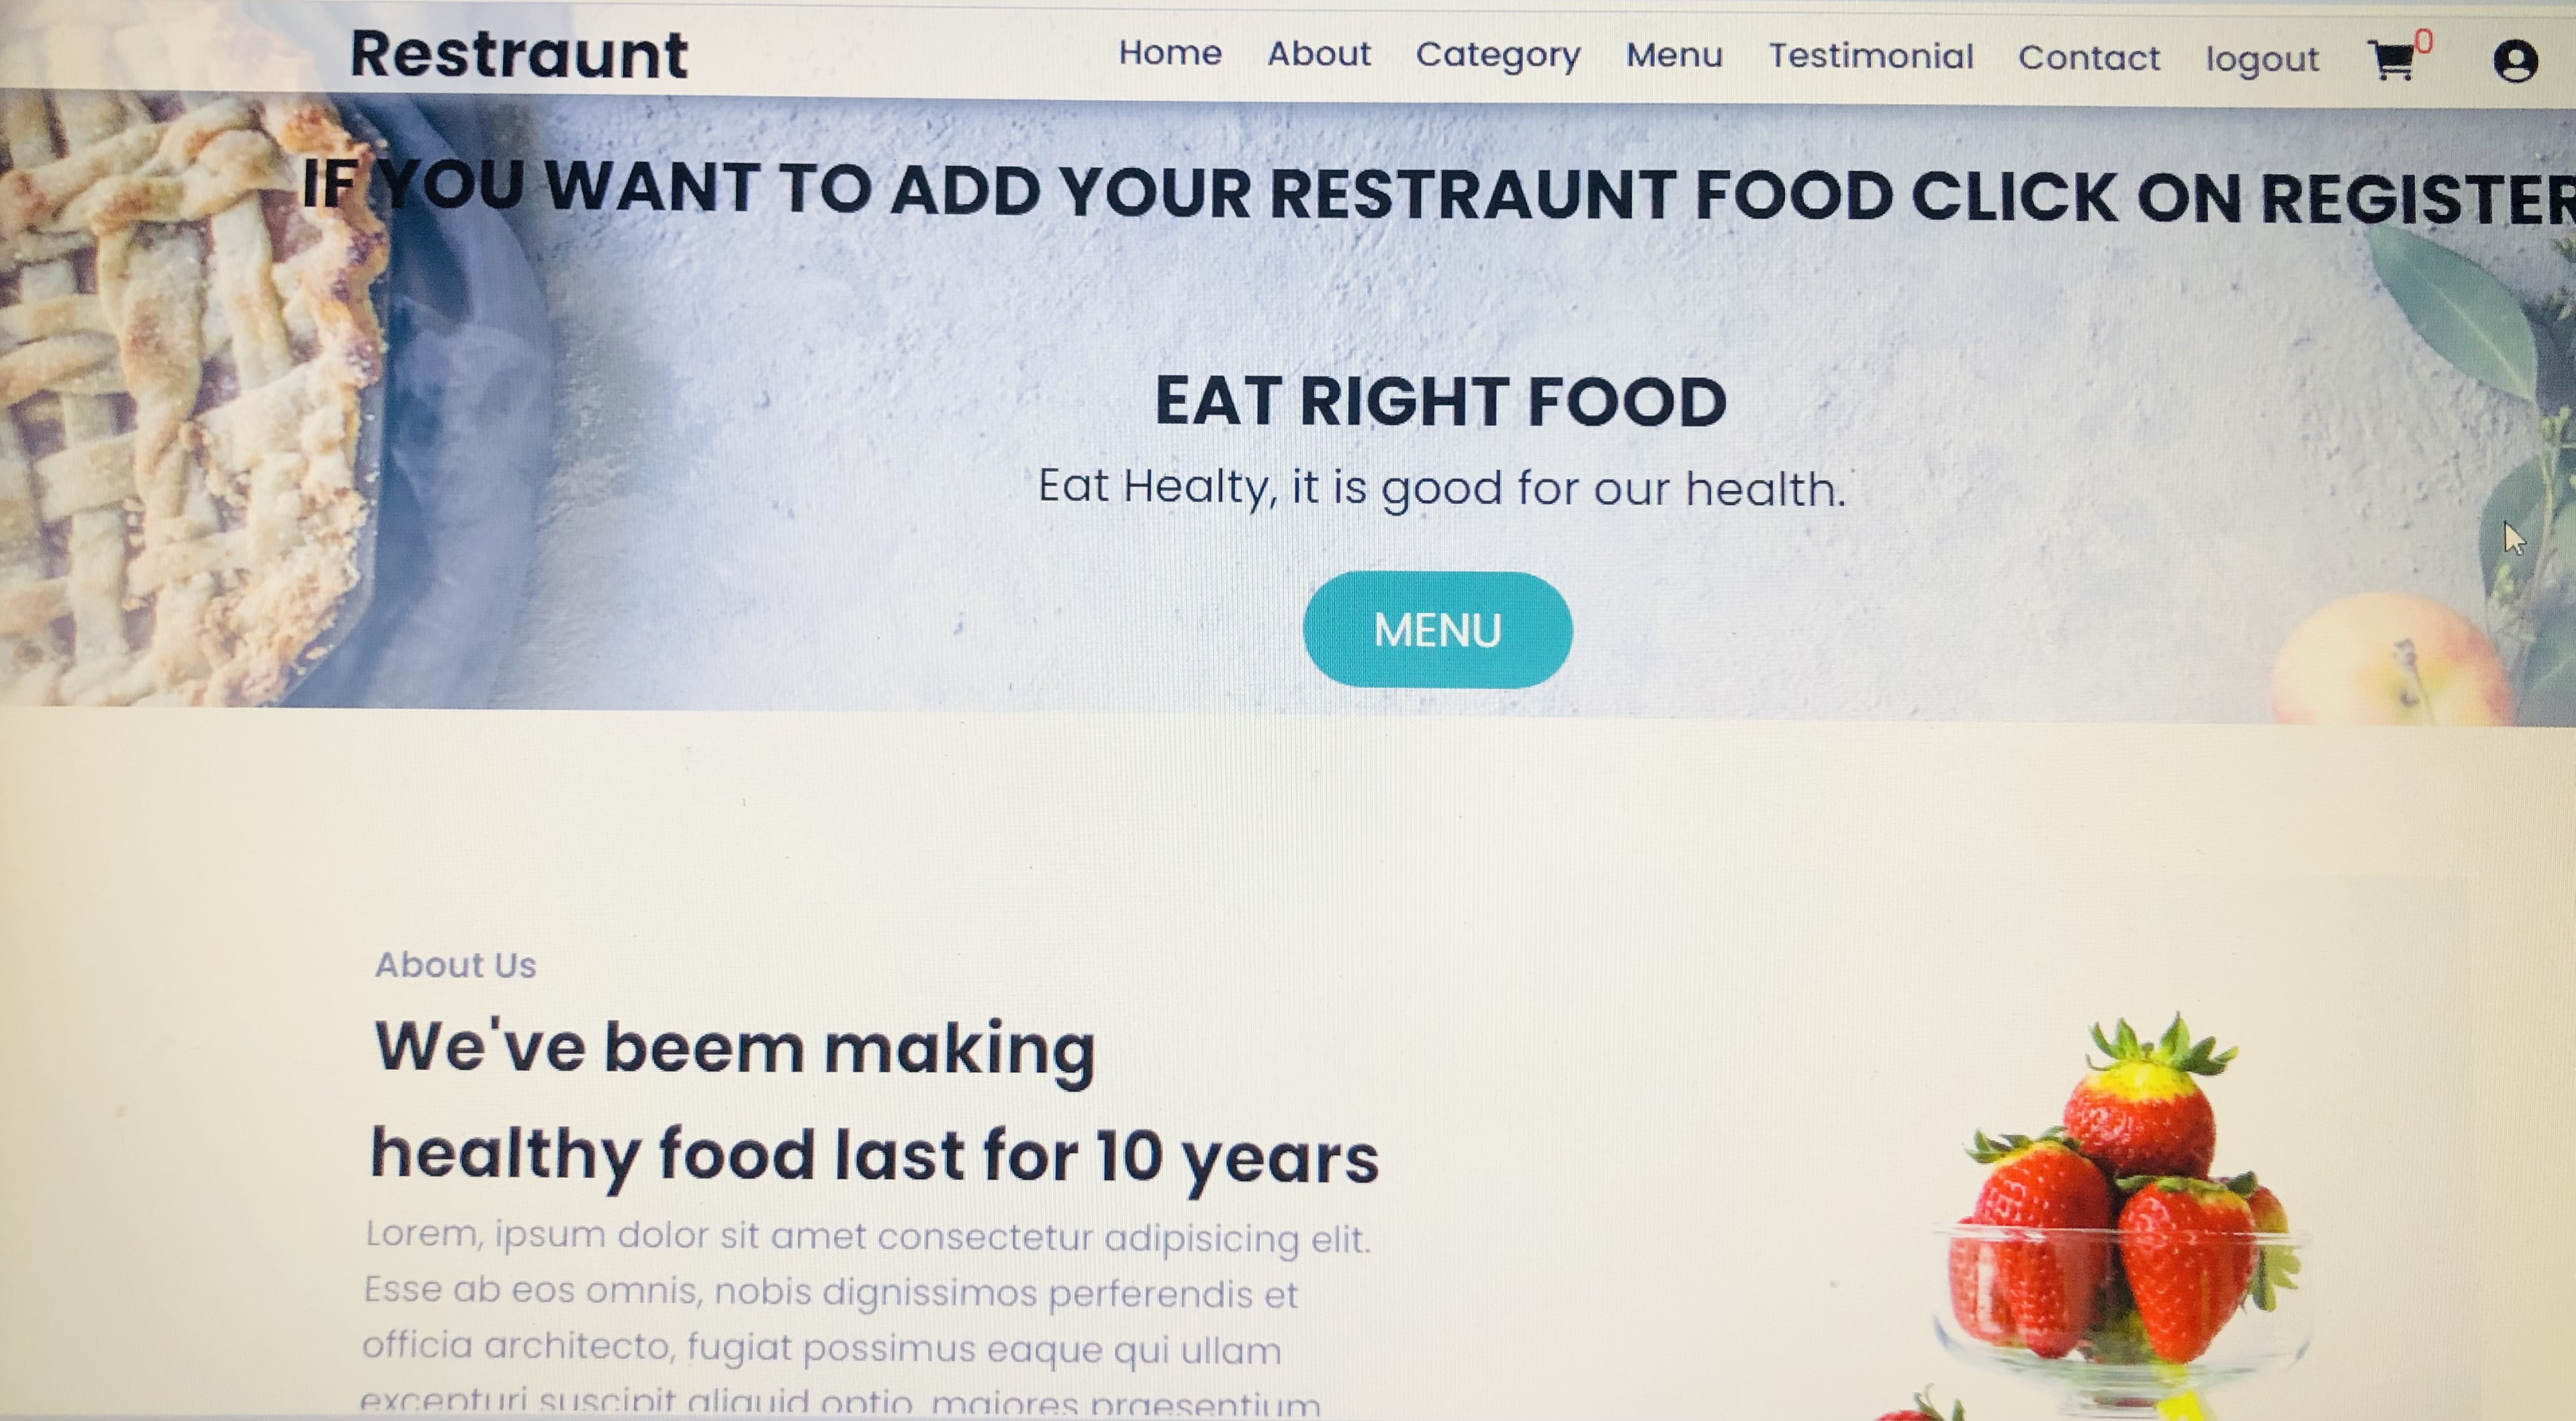 Restraunt
Home About Category Menu Testimonial Contact logout 0
IF YOU WANT TO ADD YOUR RESTRAUNT FOOD CLICK ON REGISTER
EAT RIGHT FOOD
Eat Healty, it is good for our health.
MENU
About Us
We've beem making
healthy food last for 10 years
Lorem, ipsum dolor sit amet consectetur adipisicing elit.
Esse ab eos omnis, nobis dignissimos perferendis et
officia architecto, fugiat possimus eaque qui ullam
excepturi suscipit aliquid optio, maiores praesentium